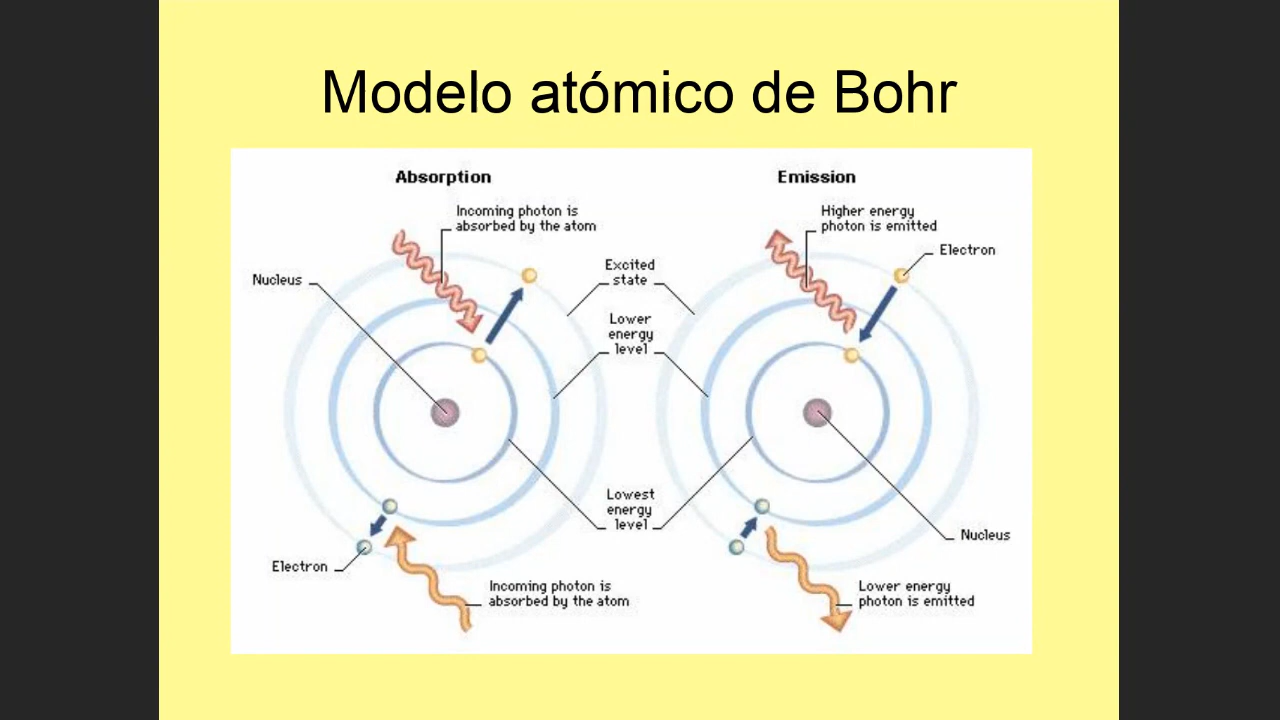 Modelo atómico de Bohr
Absorption
Emission
Incoming photon is
absorbed by the atom
Higher energy
photon is emitted
Electron
Nucleus
Excited
state
Lower
energy
level
Lowest
energy
level
Nucleus
Electron
Incoming photon is
absorbed by the atom
Lower energy
photon is emitted